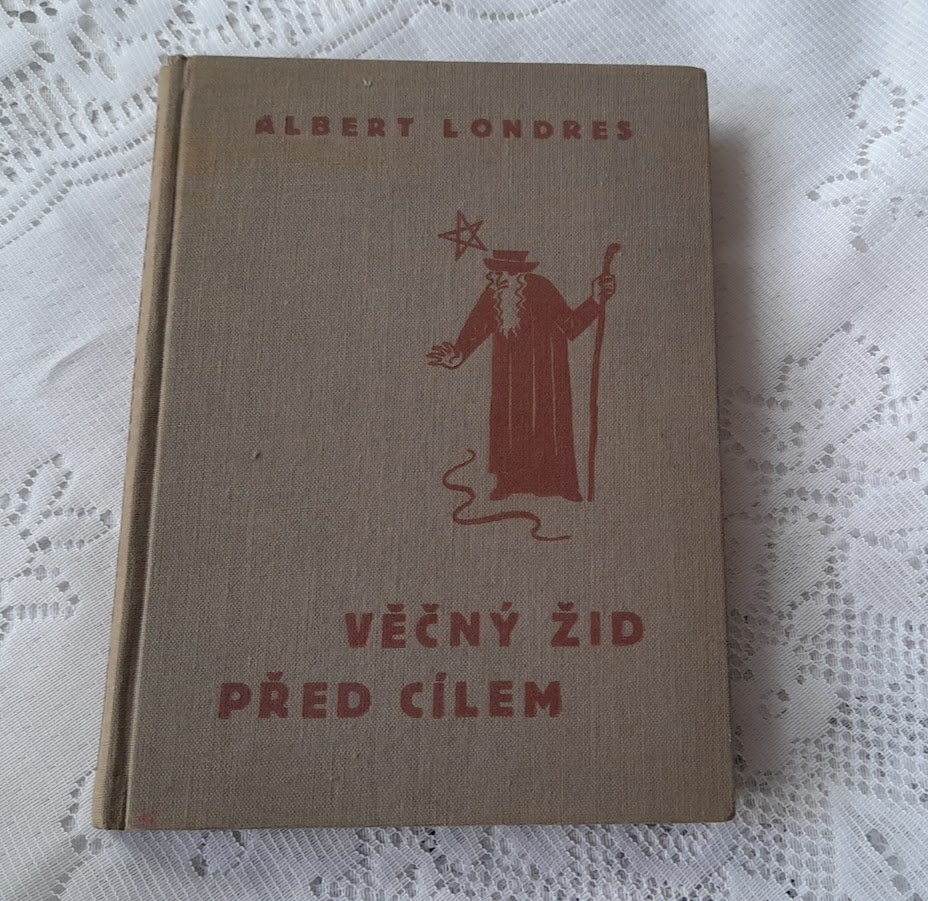 ALBERT LONDRES
VĚČNÝ ŽID
PŘED CÍLEM